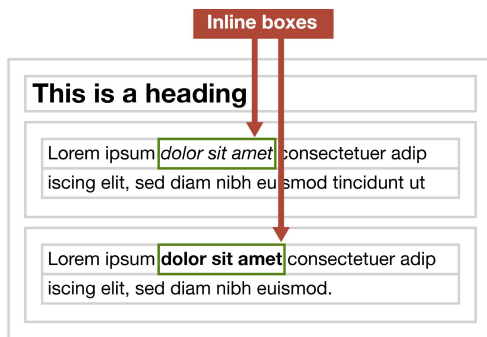 Inline boxes
This is a heading
Lorem ipsum dolor sit amet consectetuer adip
iscing elit, sed diam nibh euismod tincidunt ut
Lorem ipsum dolor sit amet consectetuer adip
iscing elit, sed diam nibh euismod.